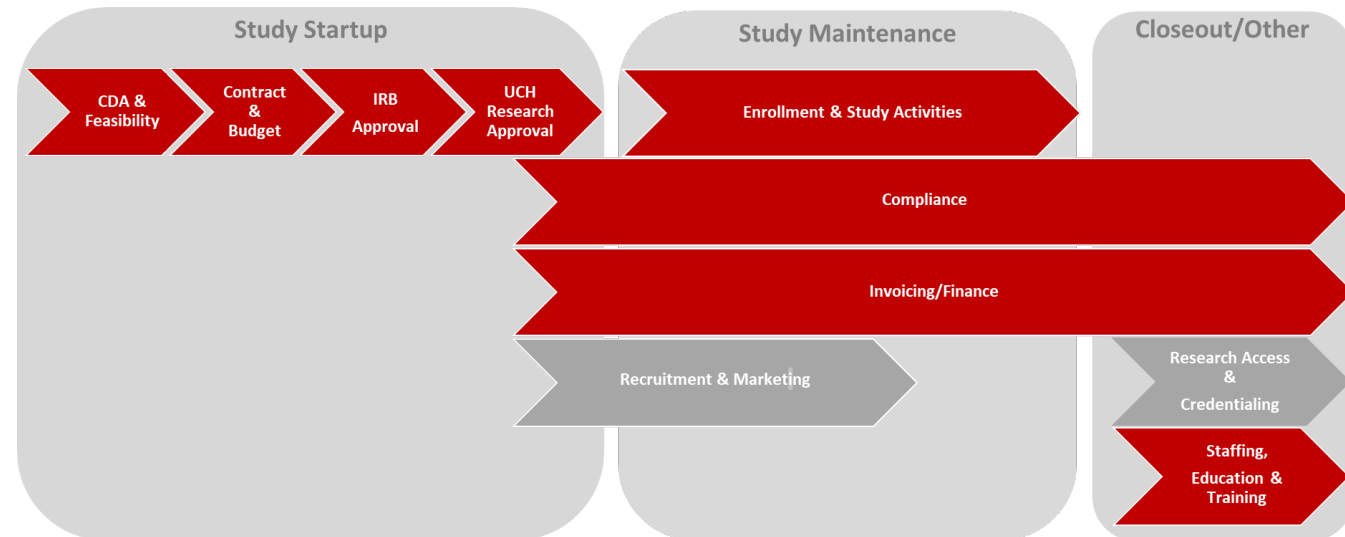 Study Startup
Study Maintenance
Closeout/Other
CDA &
Feasibility
Contract
&
Budget
IRB
Approval
UCH
Research
Approval
Enrollment & Study Activities
Compliance
Invoicing/Finance
Recruitment & Marketing
Research Access
&
Credentialing
Staffing,
Education &
Training